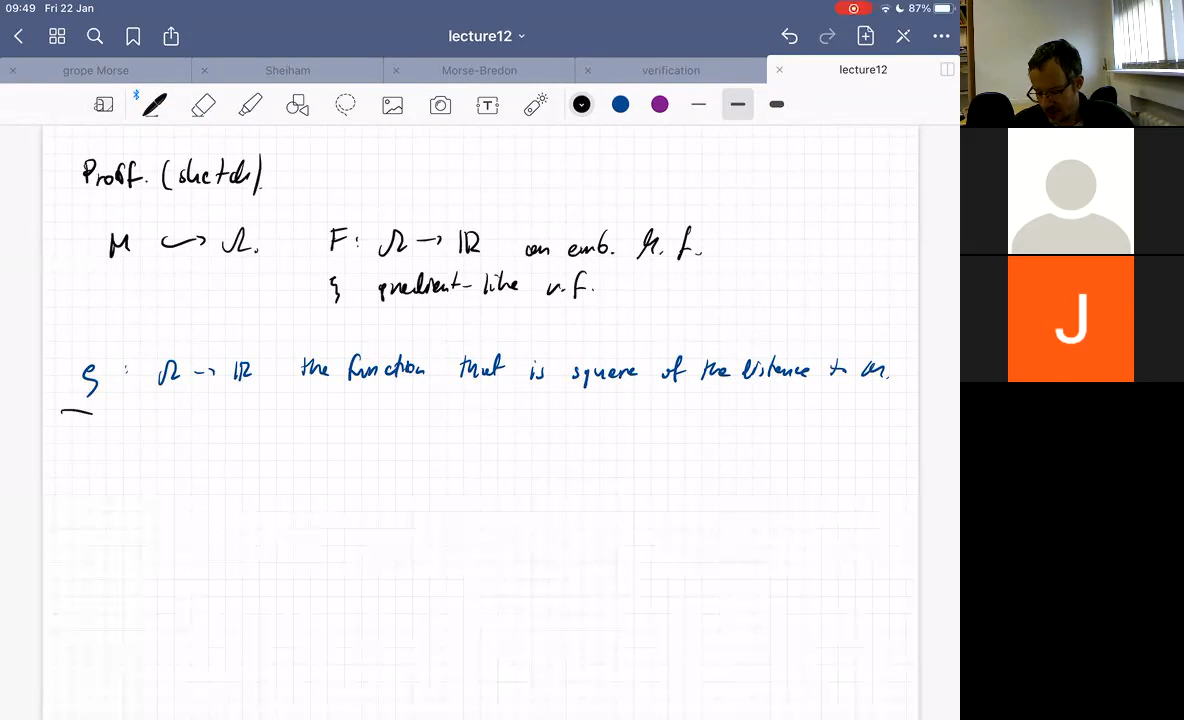 09:49 Fri 22 Jan
87%
lecture12
grope Morse
Sheiham
Morse-Bredon
verification
lecture12
T
Proof. (sketch)
M ↪ Ω. F: Ω → ℝ an emb. M. f.
ξ gradient-like v.f.
ρ : Ω → ℝ the function that is square of the distance to M.
J